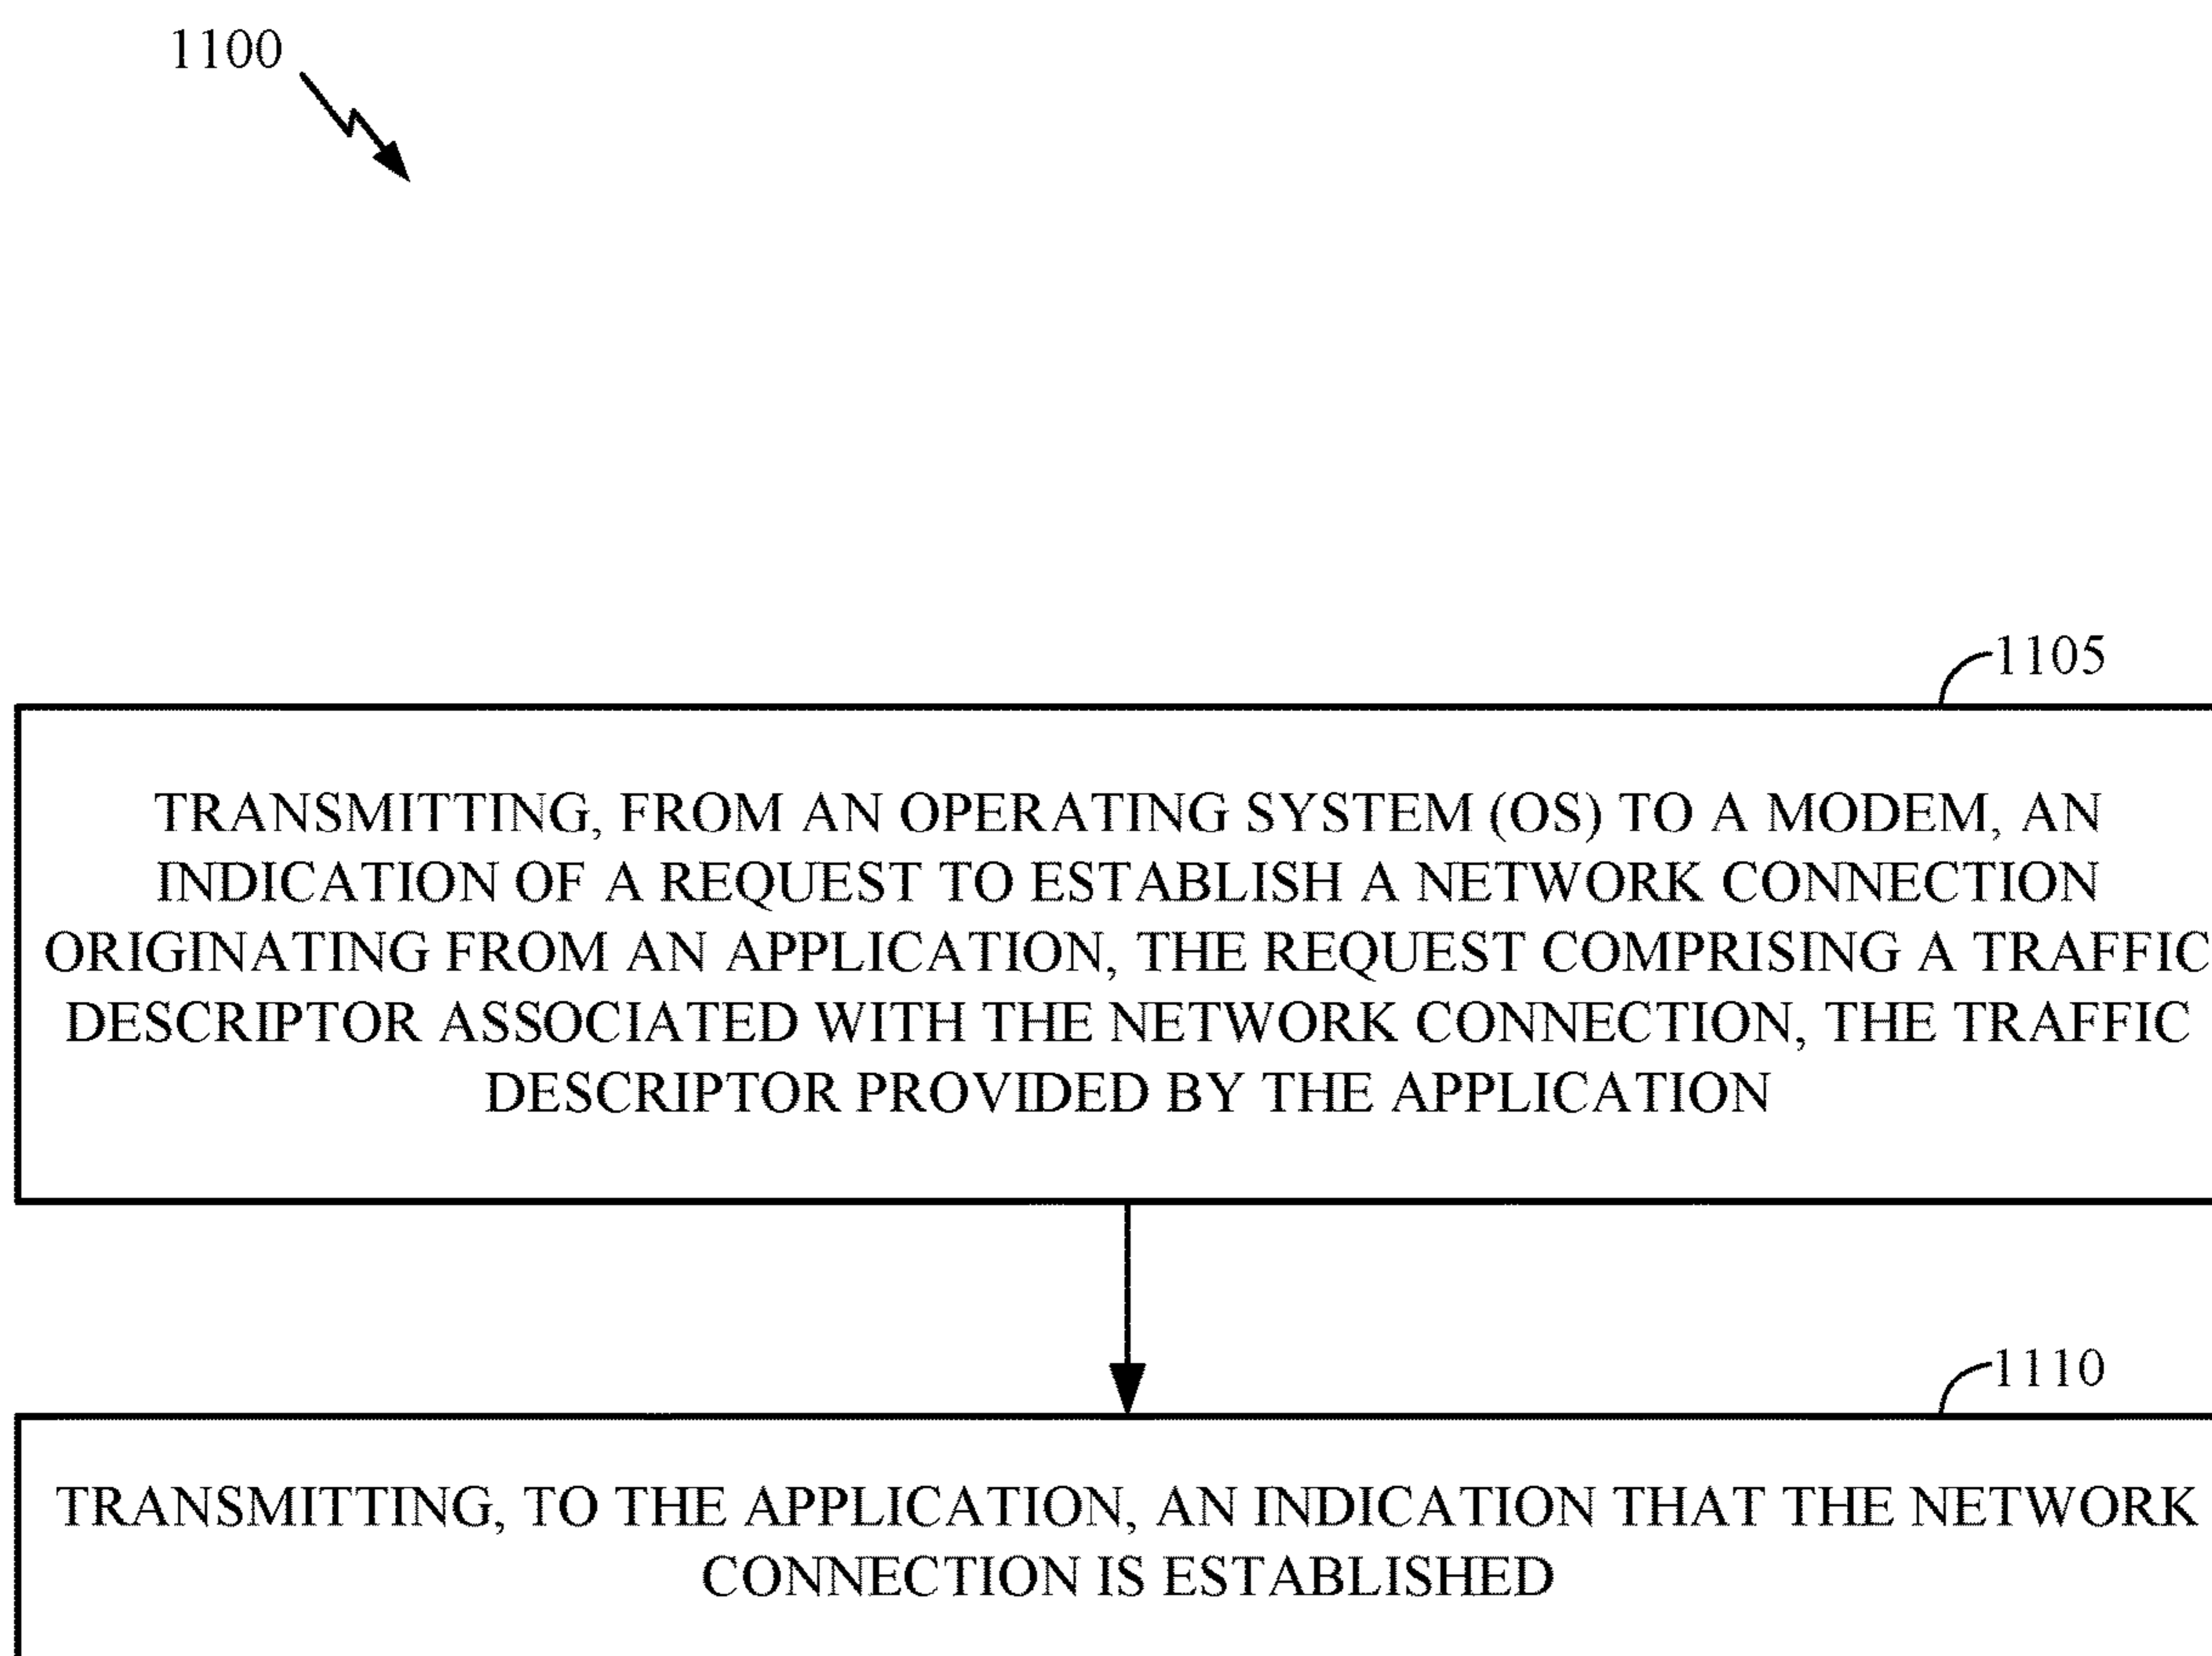 1100
1105
TRANSMITTING, FROM AN OPERATING SYSTEM (OS) TO A MODEM, AN
INDICATION OF A REQUEST TO ESTABLISH A NETWORK CONNECTION
ORIGINATING FROM AN APPLICATION, THE REQUEST COMPRISING A TRAFFIC
DESCRIPTOR ASSOCIATED WITH THE NETWORK CONNECTION, THE TRAFFIC
DESCRIPTOR PROVIDED BY THE APPLICATION
1110
TRANSMITTING, TO THE APPLICATION, AN INDICATION THAT THE NETWORK
CONNECTION IS ESTABLISHED